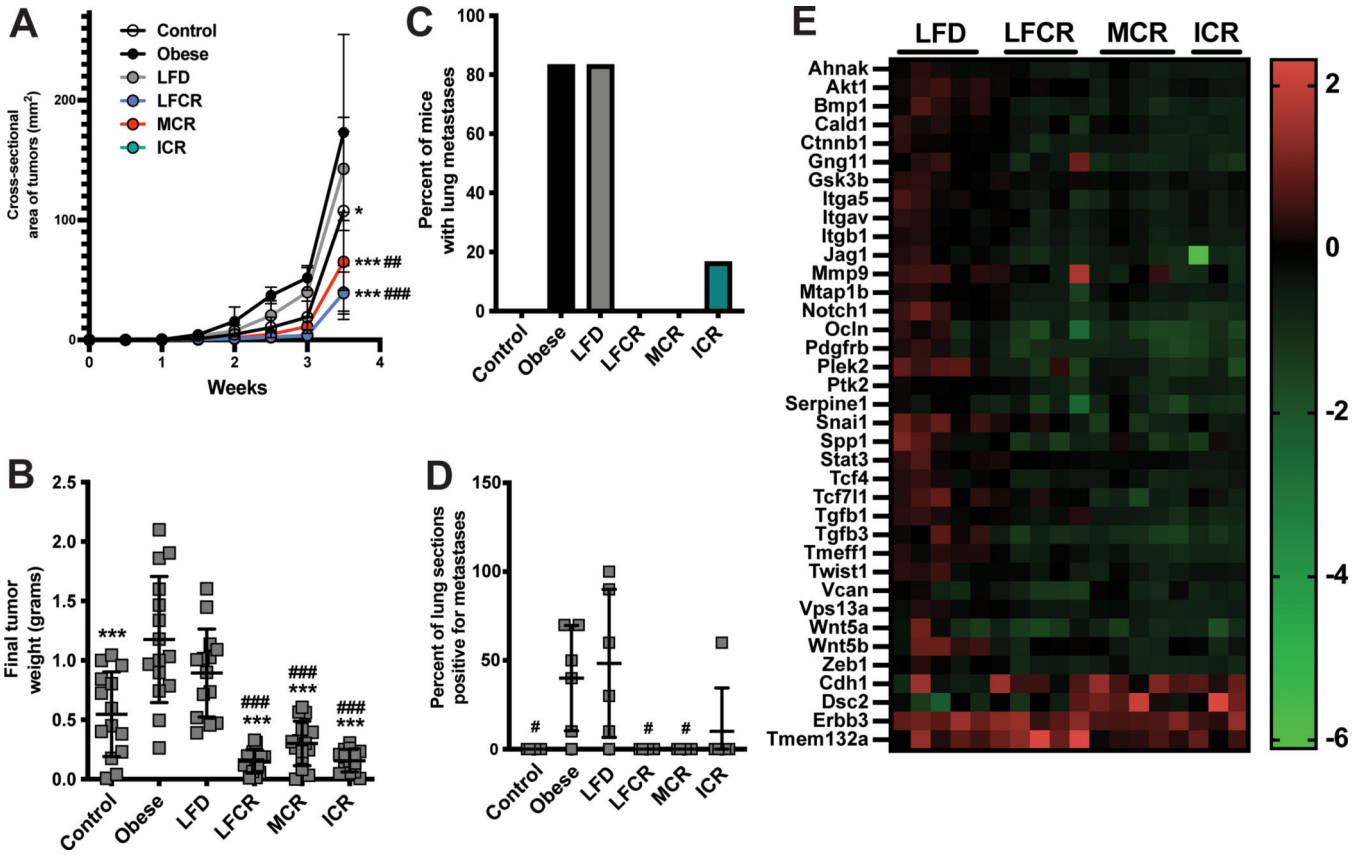 A
Control
Obese
LFD
LFCR
MCR
ICR
Cross-sectional
area of tumors (mm²)
200
100
0
*
***##
***###
0 1 2 3 4
Weeks
B
Final tumor
weight (grams)
2.5
2.0
1.5
1.0
0.5
0.0
***
###
***
###
***
###
***
Control Obese LFD LFCR MCR ICR
C
Percent of mice
with lung metastases
100
80
60
40
20
0
Control Obese LFD LFCR MCR ICR
D
Percent of lung sections
positive for metastases
150
100
50
0
# # #
Control Obese LFD LFCR MCR ICR
E
LFD LFCR MCR ICR
Ahnak
Akt1
Bmp1
Cald1
Ctnnb1
Gng11
Gsk3b
Itga5
Itgav
Itgb1
Jag1
Mmp9
Mtap1b
Notch1
Ocln
Pdgfrb
Plek2
Ptk2
Serpine1
Snai1
Spp1
Stat3
Tcf4
Tcf7l1
Tgfb1
Tgfb3
Tmeff1
Twist1
Vcan
Vps13a
Wnt5a
Wnt5b
Zeb1
Cdh1
Dsc2
Erbb3
Tmem132a
2
0
-2
-4
-6